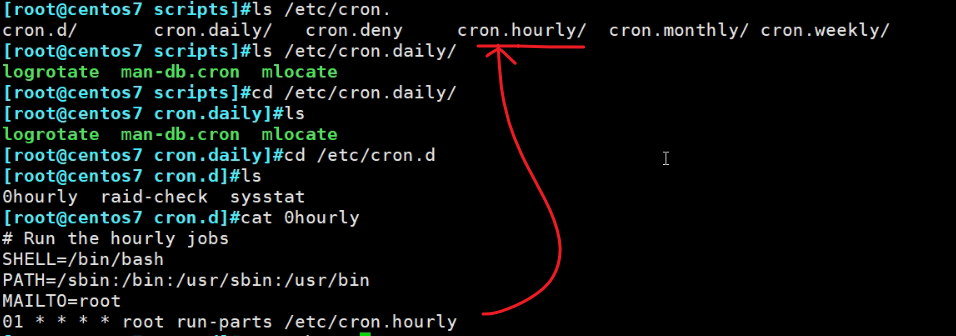 [root@centos7 scripts]#ls /etc/cron.
cron.d/ cron.daily/ cron.deny cron.hourly/ cron.monthly/ cron.weekly/
[root@centos7 scripts]#ls /etc/cron.daily/
logrotate man-db.cron mlocate
[root@centos7 scripts]#cd /etc/cron.daily/
[root@centos7 cron.daily]#ls
logrotate man-db.cron mlocate
[root@centos7 cron.daily]#cd /etc/cron.d
[root@centos7 cron.d]#ls
0hourly raid-check sysstat
[root@centos7 cron.d]#cat 0hourly
# Run the hourly jobs
SHELL=/bin/bash
PATH=/sbin:/bin:/usr/sbin:/usr/bin
MAILTO=root
01 * * * * root run-parts /etc/cron.hourly